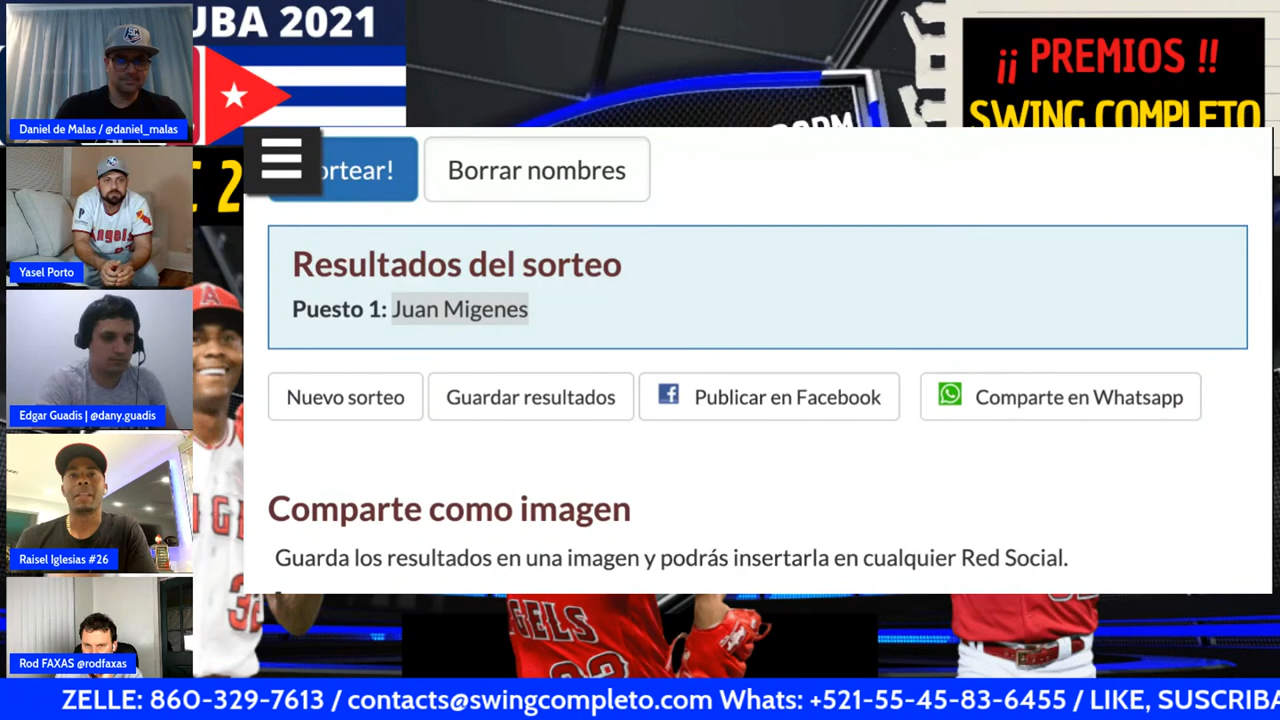 UBA 2021
¡¡ PREMIOS !!
SWING COMPLETO
Daniel de Malas / @daniel_malas
C 2
ortear!
Borrar nombres
Resultados del sorteo
Puesto 1: Juan Migenes
Yasel Porto
Nuevo sorteo
Guardar resultados
Publicar en Facebook
Comparte en Whatsapp
Edgar Guadis | @dany.guadis
Comparte como imagen
Guarda los resultados en una imagen y podrás insertarla en cualquier Red Social.
Raisel Iglesias #26
Rod FAXAS @rodfaxas
ZELLE: 860-329-7613 / contacts@swingcompleto.com Whats: +521-55-45-83-6455 / LIKE, SUSCRIBA